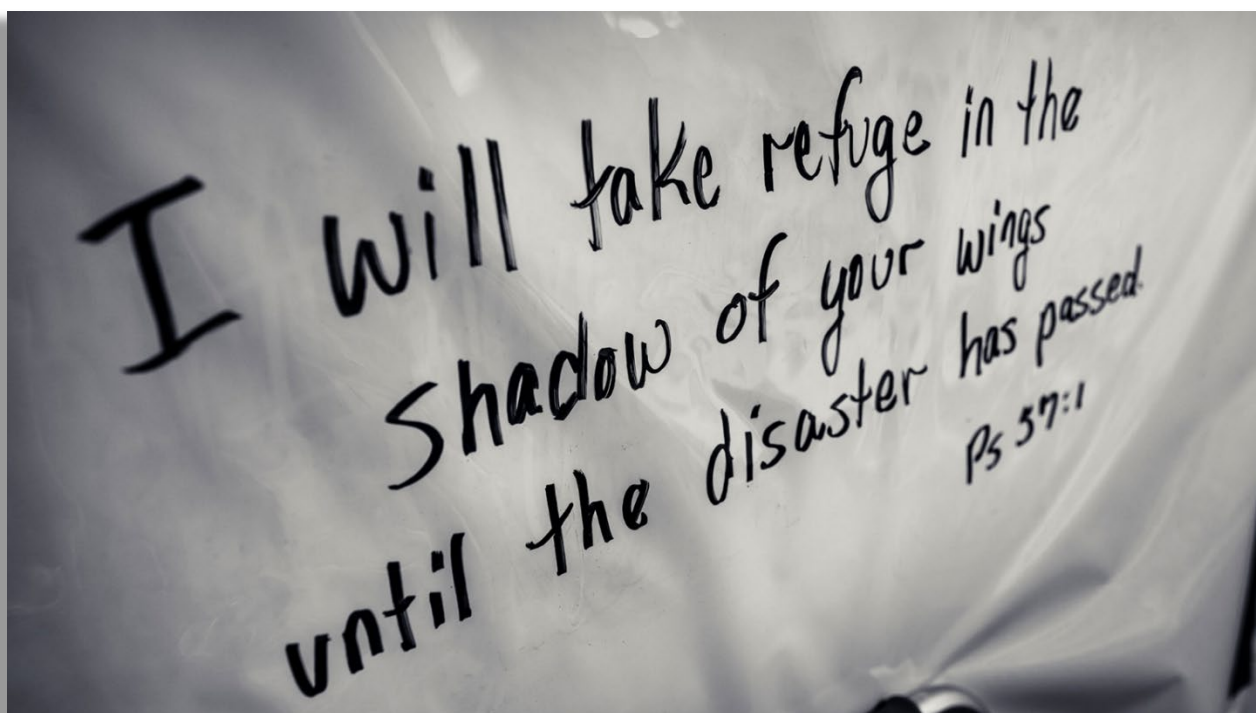 I will take refuge in the
shadow of your wings
until the disaster has passed.
Ps 57:1